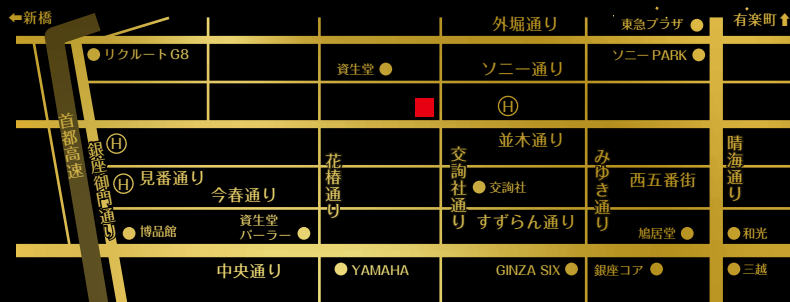 ⬅新橋
外堀通り
東急プラザ
有楽町⬆
リクルートG8
ソニー通り
ソニー PARK
資生堂
H
首都高速
並木通り
H
銀座御門通り
花椿通り
交詢社通り
みゆき通り
晴海通り
H
見番通り
今春通り
交詢社
西五番街
資生堂
パーラー
博品館
すずらん通り
鳩居堂
和光
中央通り
YAMAHA
GINZA SIX
銀座コア
三越